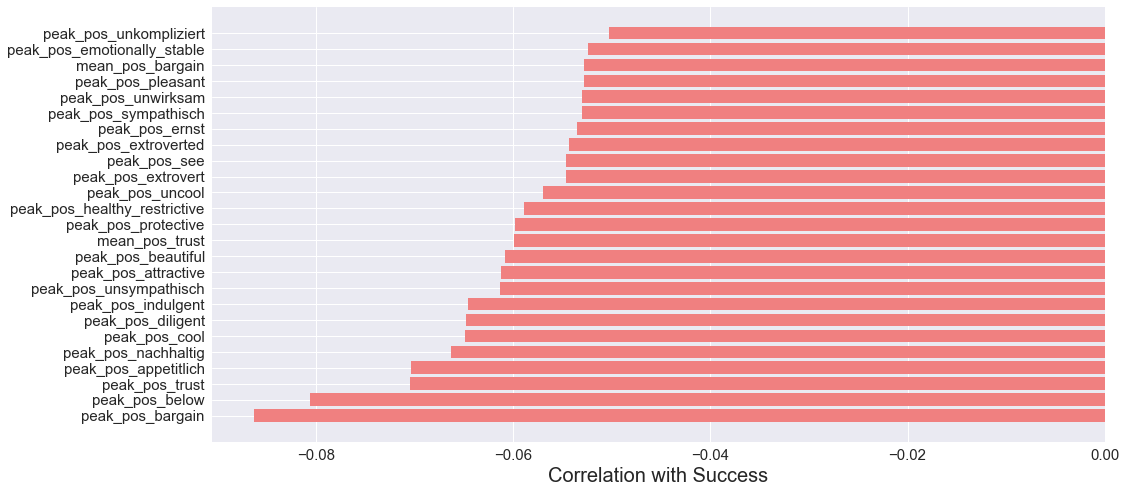 peak_pos_unkompliziert
peak_pos_emotionally_stable
mean_pos_bargain
peak_pos_pleasant
peak_pos_unwirksam
peak_pos_sympathisch
peak_pos_ernst
peak_pos_extroverted
peak_pos_see
peak_pos_extrovert
peak_pos_uncool
peak_pos_healthy_restrictive
peak_pos_protective
mean_pos_trust
peak_pos_beautiful
peak_pos_attractive
peak_pos_unsympathisch
peak_pos_indulgent
peak_pos_diligent
peak_pos_cool
peak_pos_nachhaltig
peak_pos_appetitlich
peak_pos_trust
peak_pos_below
peak_pos_bargain
−0.08 −0.06 −0.04 −0.02 0.00
Correlation with Success